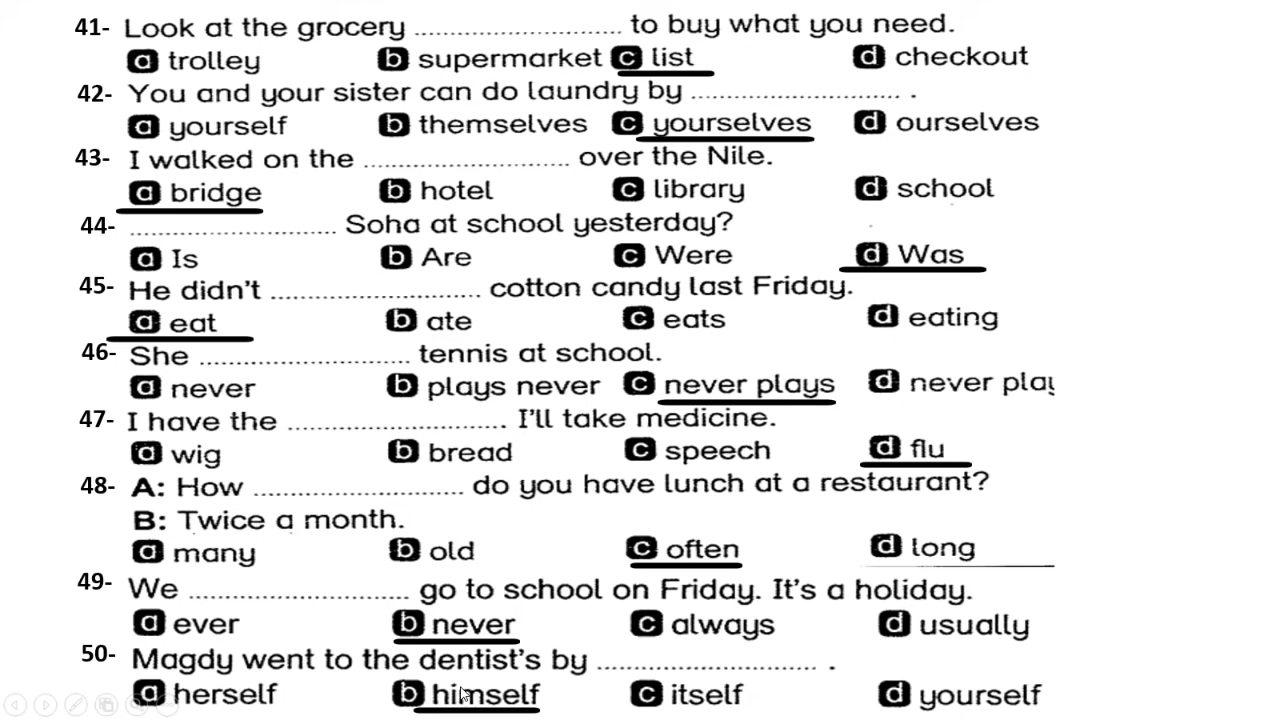 41- Look at the grocery .............................. to buy what you need.
a trolley b supermarket c list d checkout
42- You and your sister can do laundry by .............................. .
a yourself b themselves c yourselves d ourselves
43- I walked on the .............................. over the Nile.
a bridge b hotel c library d school
44- .............................. Soha at school yesterday?
a Is b Are c Were d Was
45- He didn't .............................. cotton candy last Friday.
a eat b ate c eats d eating
46- She .............................. tennis at school.
a never b plays never c never plays d never play
47- I have the .............................. . I'll take medicine.
a wig b bread c speech d flu
48- A: How .............................. do you have lunch at a restaurant?
B: Twice a month.
a many b old c often d long
49- We .............................. go to school on Friday. It's a holiday.
a ever b never c always d usually
50- Magdy went to the dentist's by .............................. .
a herself b himself c itself d yourself